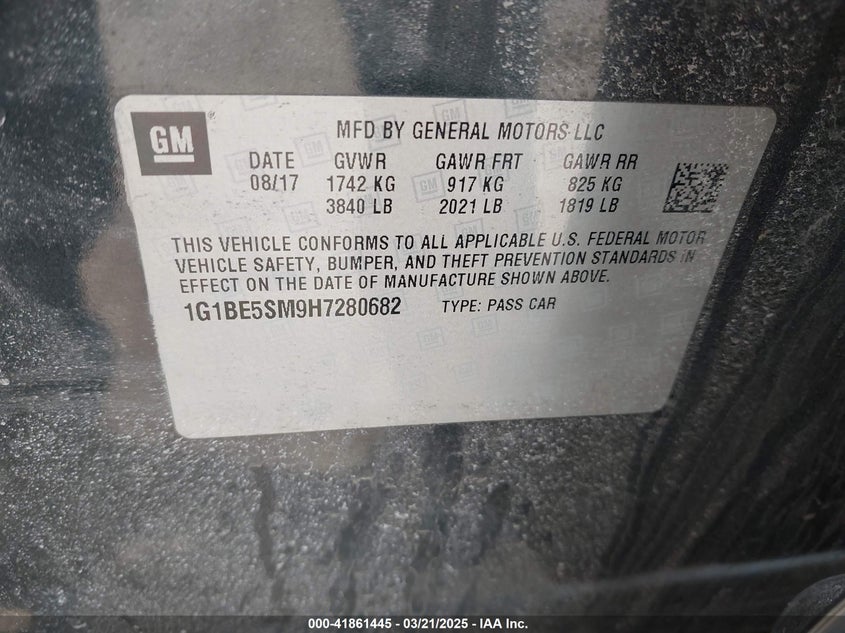 GM
MFD BY GENERAL MOTORS LLC
DATE GVWR GAWR FRT GAWR RR
08/17 1742 KG 917 KG 825 KG
3840 LB 2021 LB 1819 LB
THIS VEHICLE CONFORMS TO ALL APPLICABLE U.S. FEDERAL MOTOR
VEHICLE SAFETY, BUMPER, AND THEFT PREVENTION STANDARDS IN
EFFECT ON THE DATE OF MANUFACTURE SHOWN ABOVE.
1G1BE5SM9H7280682 TYPE: PASS CAR
000-41861445 - 03/21/2025 - IAA Inc.